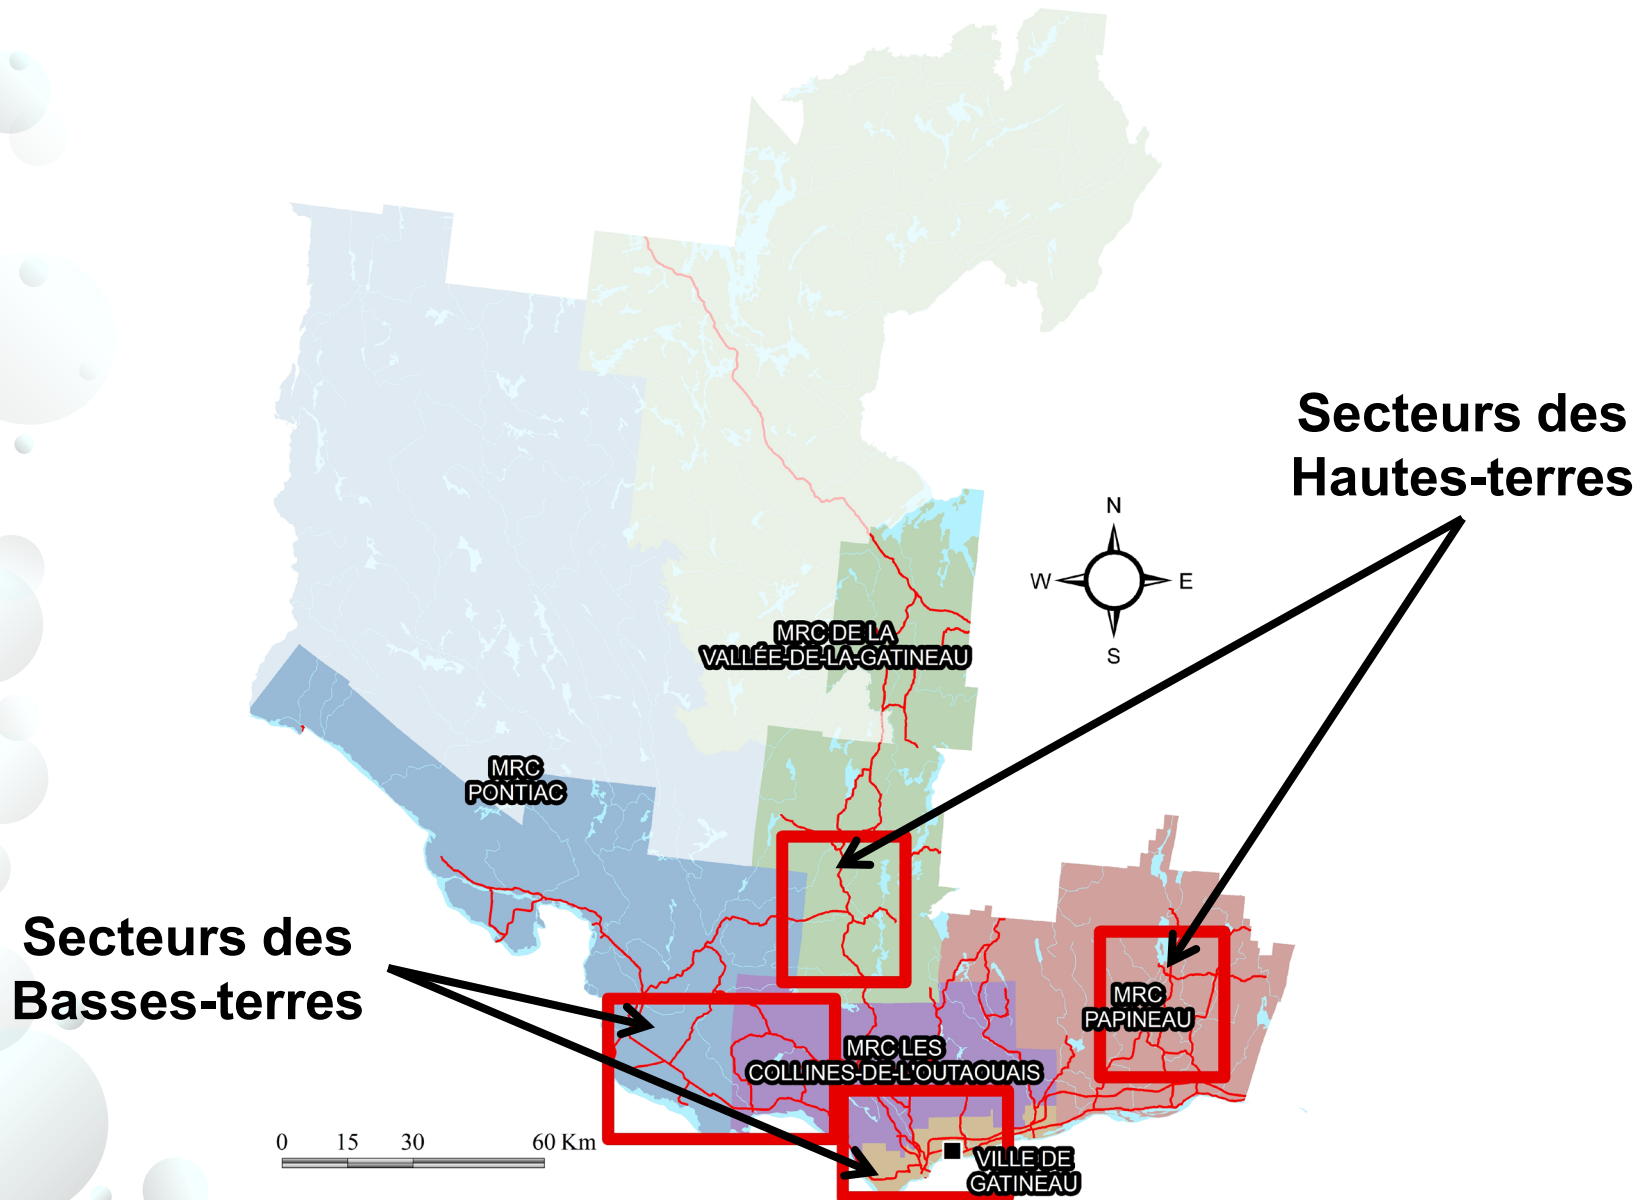 Secteurs des
Hautes-terres
N
W
E
S
MRC DE LA
VALLÉE-DE-LA-GATINEAU
MRC
PONTIAC
Secteurs des
Basses-terres
MRC
PAPINEAU
MRC LES
COLLINES-DE-L'OUTAOUAIS
0 15 30 60 Km
VILLE DE
GATINEAU